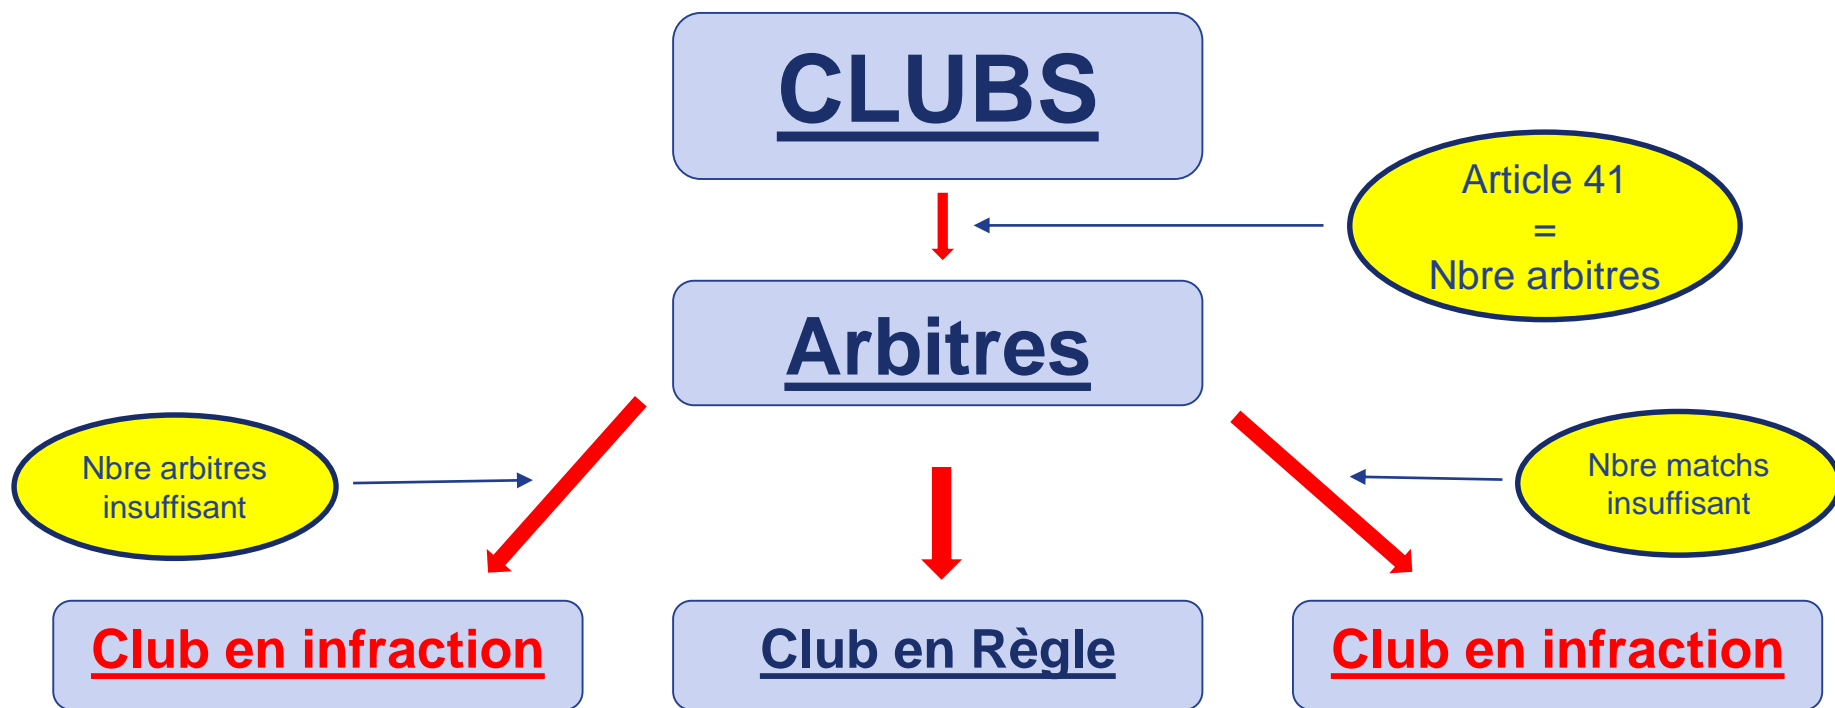 CLUBS
Article 41
=
Nbre arbitres
Arbitres
Nbre arbitres
insuffisant
Nbre matchs
insuffisant
Club en infraction
Club en Règle
Club en infraction